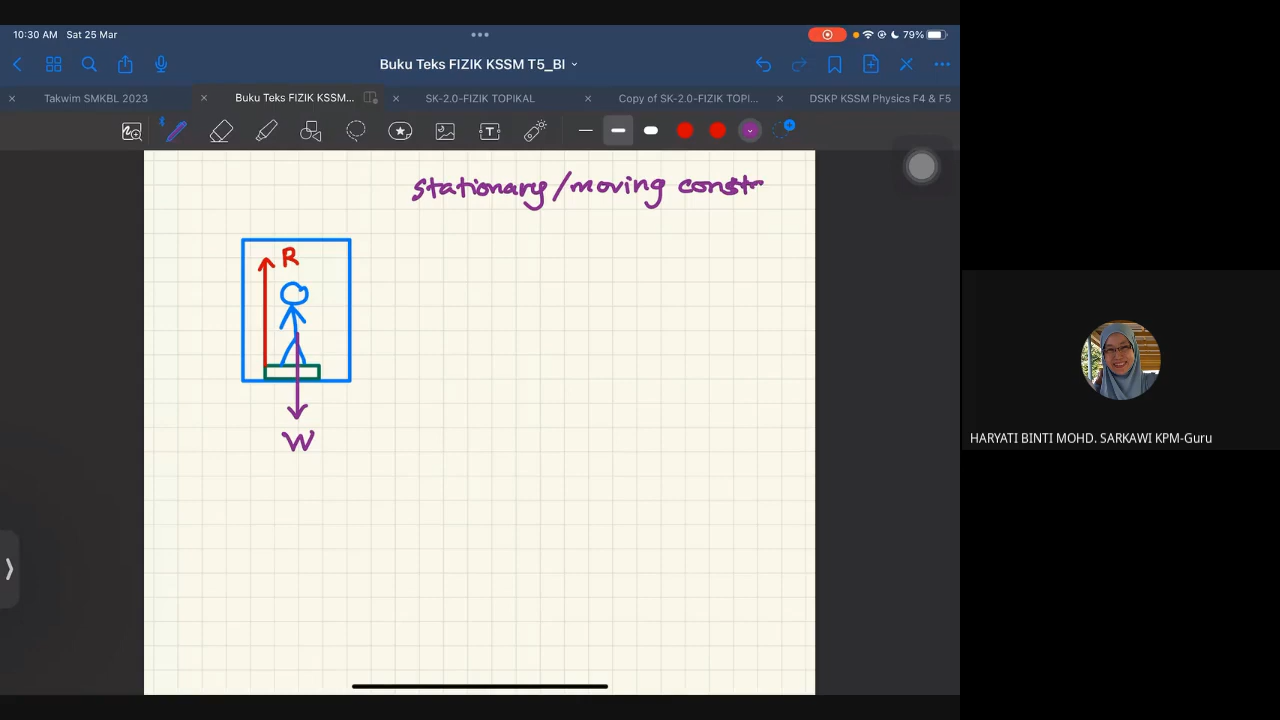 10:30 AM Sat 25 Mar
79%
Buku Teks FIZIK KSSM T5_BI
Takwim SMKBL 2023
Buku Teks FIZIK KSSM...
SK-2.0-FIZIK TOPIKAL
Copy of SK-2.0-FIZIK TOPI...
DSKP KSSM Physics F4 & F5
T
stationary/moving constr
R
W
HARYATI BINTI MOHD. SARKAWI KPM-Guru